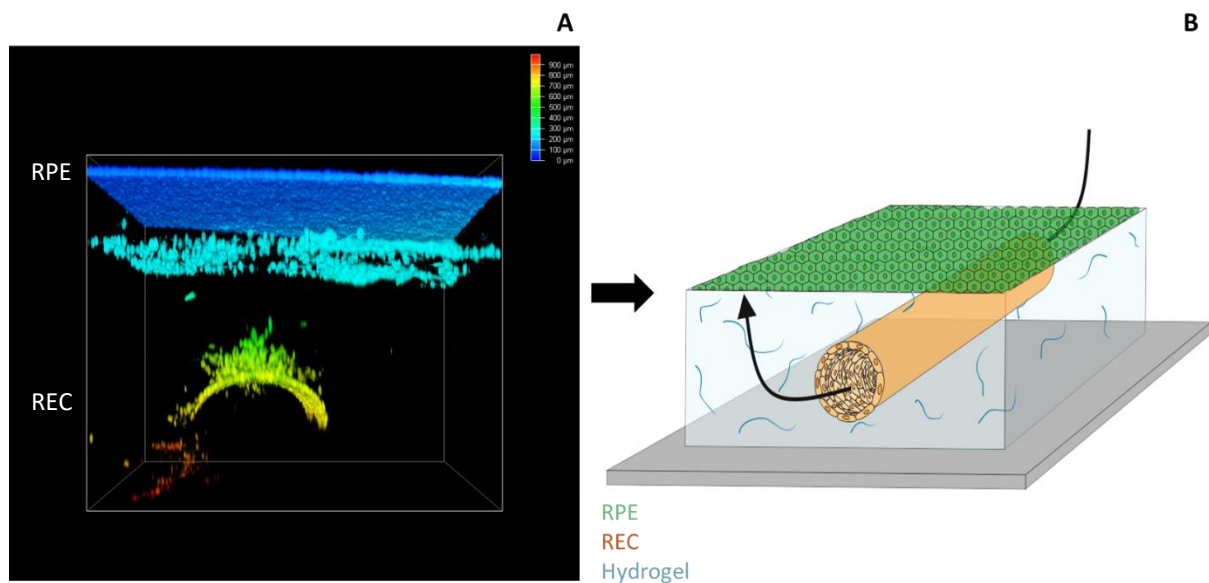 A
900 µm
800 µm
700 µm
600 µm
500 µm
400 µm
300 µm
200 µm
100 µm
0 µm
RPE
REC
B
RPE
REC
Hydrogel